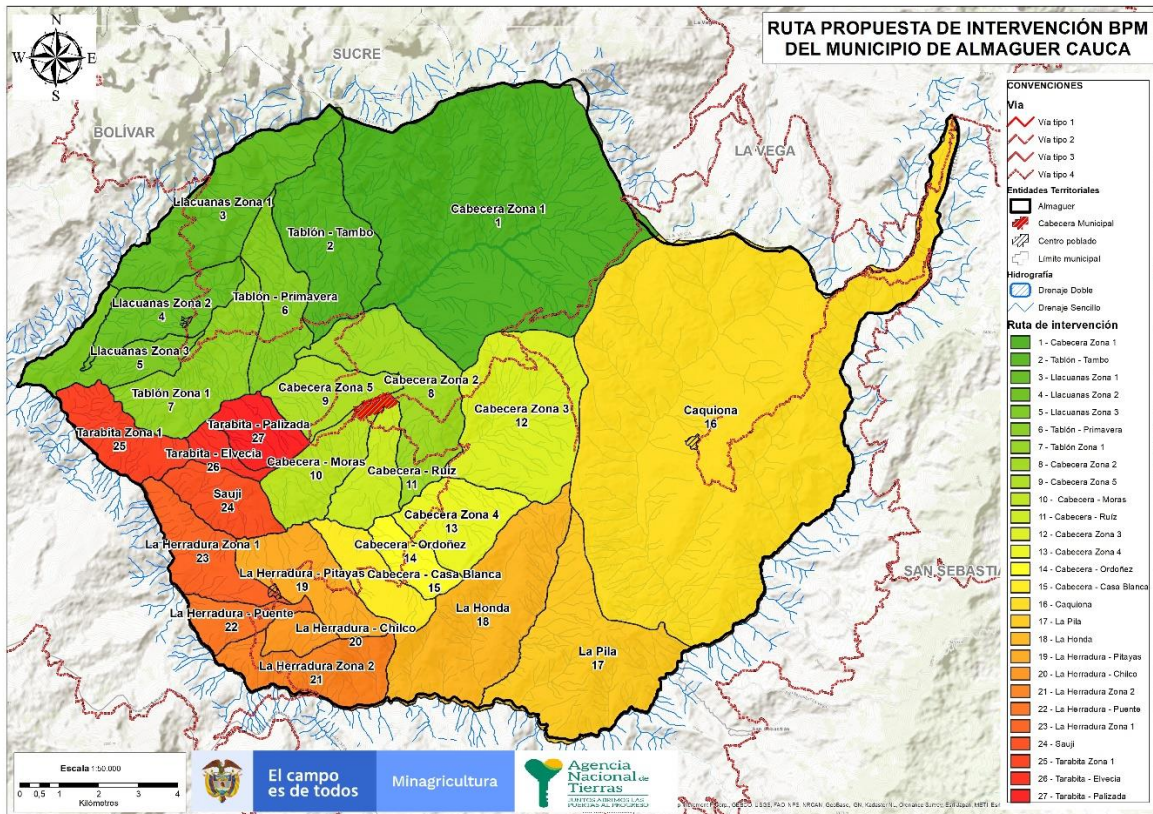 RUTA PROPUESTA DE INTERVENCIÓN BPM
DEL MUNICIPIO DE ALMAGUER CAUCA
N
W
E
S
SUCRE
BOLÍVAR
LA VEGA
SAN SEBASTIA
Llacuanas Zona 1
3
Tablón - Tambo
2
Cabecera Zona 1
1
Llacuanas Zona 2
4
Tablón - Primavera
6
Llacuanas Zona 3
5
Tablón Zona 1
7
Cabecera Zona 5
9
Cabecera Zona 2
8
Cabecera Zona 3
12
Caquiona
16
Tarabita Zona 1
25
Tarabita - Palizada
27
Tarabita - Elvecia
26
Cabecera - Moras
10
Cabecera - Ruíz
11
Sauji
24
Cabecera Zona 4
13
Cabecera - Ordoñez
14
Cabecera - Casa Blanca
15
La Herradura Zona 1
23
La Herradura - Pitayas
19
La Herradura - Puente
22
La Herradura - Chilco
20
La Honda
18
La Herradura Zona 2
21
La Pila
17
CONVENCIONES
Vía
Vía tipo 1
Vía tipo 2
Vía tipo 3
Vía tipo 4
Entidades Territoriales
Almaguer
Cabecera Municipal
Centro poblado
Límite municipal
Hidrografía
Drenaje Doble
Drenaje Sencillo
Ruta de intervención
1 - Cabecera Zona 1
2 - Tablón - Tambo
3 - Llacuanas Zona 1
4 - Llacuanas Zona 2
5 - Llacuanas Zona 3
6 - Tablón - Primavera
7 - Tablón Zona 1
8 - Cabecera Zona 2
9 - Cabecera Zona 5
10 - Cabecera - Moras
11 - Cabecera - Ruíz
12 - Cabecera Zona 3
13 - Cabecera Zona 4
14 - Cabecera - Ordoñez
15 - Cabecera - Casa Blanca
16 - Caquiona
17 - La Pila
18 - La Honda
19 - La Herradura - Pitayas
20 - La Herradura - Chilco
21 - La Herradura Zona 2
22 - La Herradura - Puente
23 - La Herradura Zona 1
24 - Sauji
25 - Tarabita Zona 1
26 - Tarabita - Elvecia
27 - Tarabita - Palizada
Escala 1:50.000
0 0,5 1 2 3 4
Kilómetros
El campo
es de todos
Minagricultura
Agencia
Nacional de
Tierras
JUNTOS ABRIMOS LAS
PUERTAS AL PROGRESO